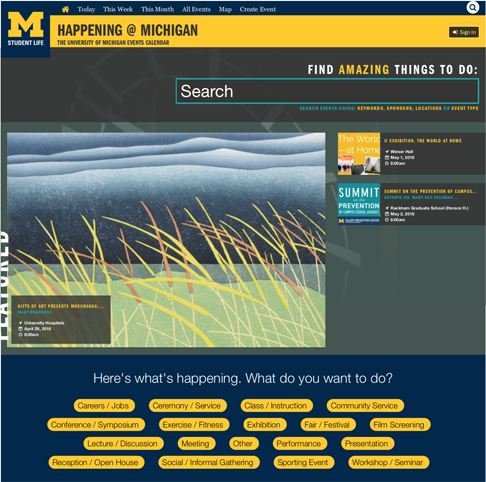 Today This Week This Month All Events Map Create Event
M
STUDENT LIFE
HAPPENING @ MICHIGAN
THE UNIVERSITY OF MICHIGAN EVENTS CALENDAR
Sign In
FIND AMAZING THINGS TO DO:
Search
SEARCH EVENTS USING: KEYWORDS, SPONSORS, LOCATIONS OR EVENT TYPE
FEATURED
GIFTS OF ART PRESENTS MOKUHANGA:...
University Hospitals
April 29, 2018
8:00am
The World
—at Home
II EXHIBITION. THE WORLD AT HOME
Weiser Hall
May 1, 2018
8:00am
SUMMIT
ON THE
PREVENTION
OF CAMPUS SEXUAL ASSAULT
SUMMIT ON THE PREVENTION OF CAMPUS...
KEYNOTE: DR. MARY SUE COLEMAN,...
Rackham Graduate School (Horace H.)
May 2, 2018
8:00am
Here's what's happening. What do you want to do?
Careers / Jobs Ceremony / Service Class / Instruction Community Service
Conference / Symposium Exercise / Fitness Exhibition Fair / Festival Film Screening
Lecture / Discussion Meeting Other Performance Presentation
Reception / Open House Social / Informal Gathering Sporting Event Workshop / Seminar